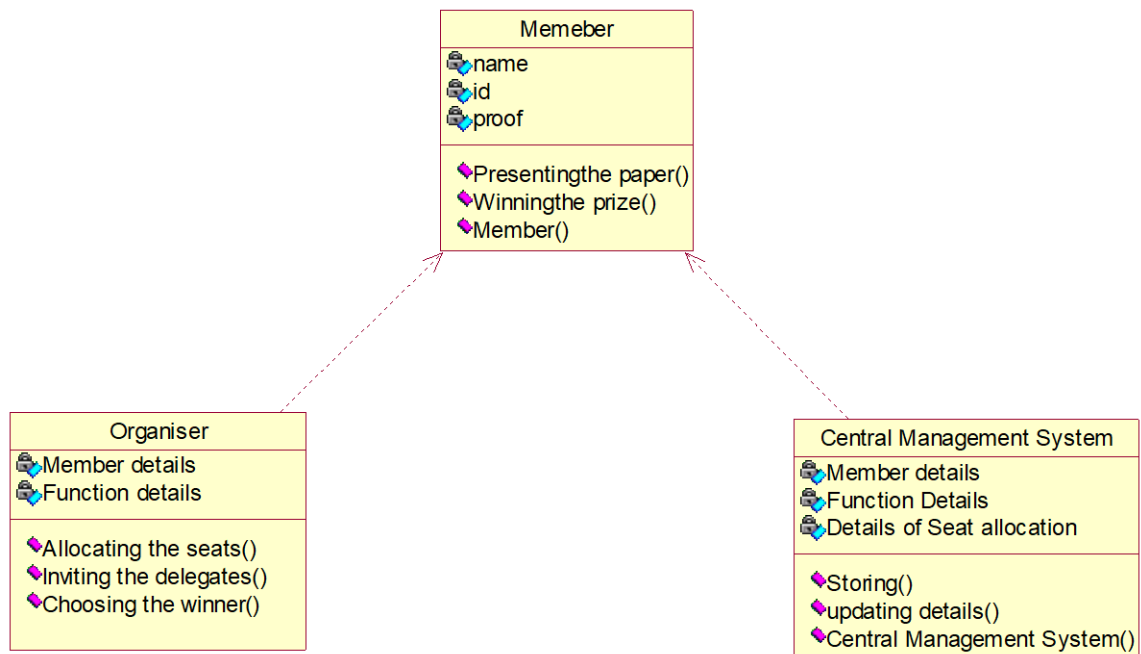 Memeber
name
id
proof
Presentingthe paper()
Winningthe prize()
Member()
Organiser
Member details
Function details
Allocating the seats()
Inviting the delegates()
Choosing the winner()
Central Management System
Member details
Function Details
Details of Seat allocation
Storing()
updating details()
Central Management System()